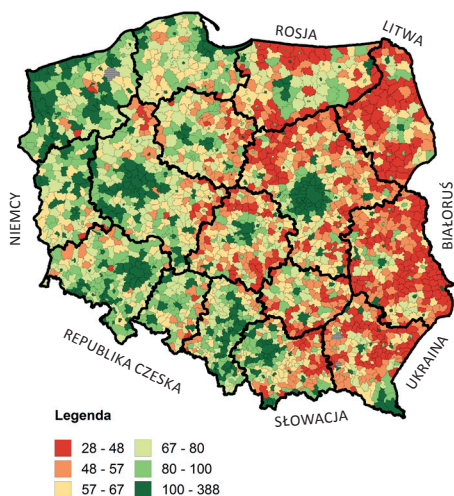 ROSJA
LITWA
NIEMCY
BIAŁORUŚ
UKRAINA
REPUBLIKA CZESKA
SŁOWACJA
Legenda
28 - 48 67 - 80
48 - 57 80 - 100
57 - 67 100 - 388